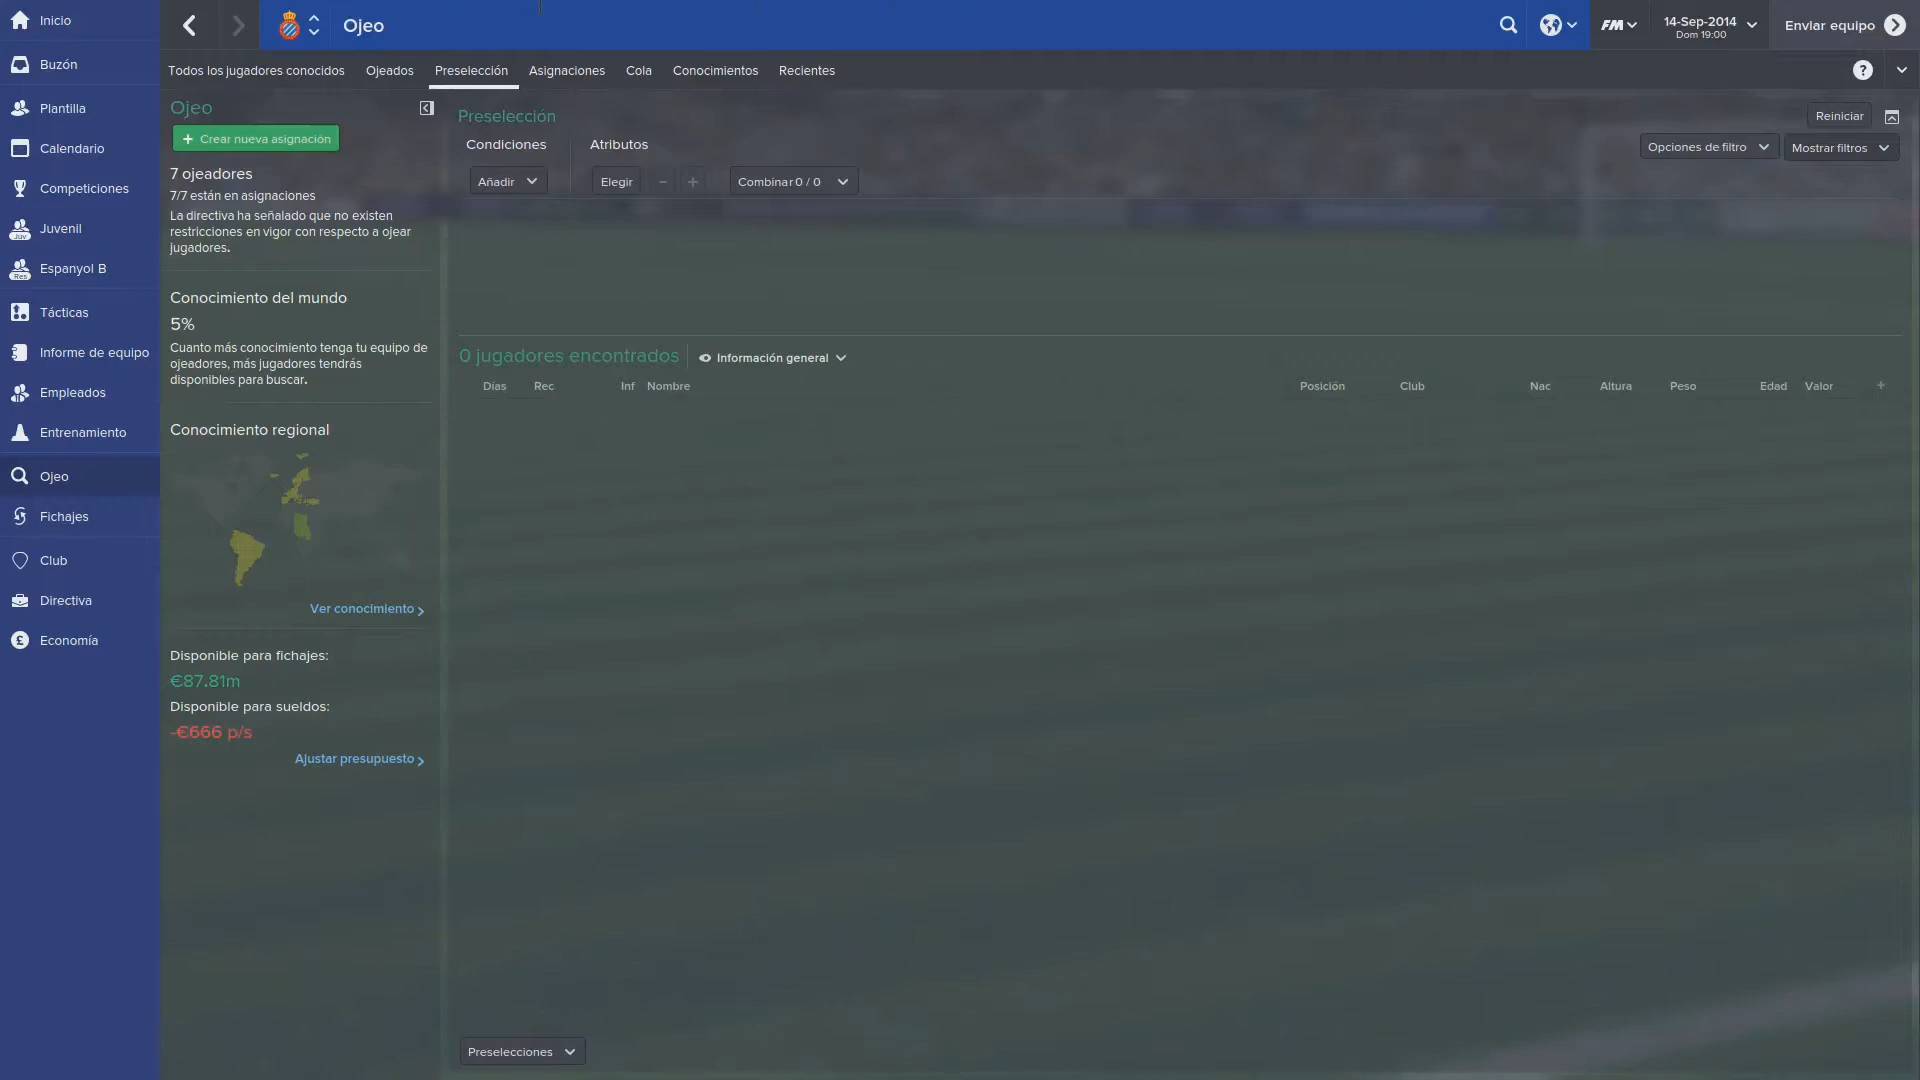 Inicio
Buzón
Plantilla
Calendario
Competiciones
Juv
Juvenil
Res
Espanyol B
Tácticas
Informe de equipo
Empleados
Entrenamiento
Ojeo
Fichajes
Club
Directiva
Economía
Ojeo
FM
14-Sep-2014
Dom 19:00
Enviar equipo
Todos los jugadores conocidos Ojeados Preselección Asignaciones Cola Conocimientos Recientes
Ojeo
+ Crear nueva asignación
7 ojeadores
7/7 están en asignaciones
La directiva ha señalado que no existen
restricciones en vigor con respecto a ojear
jugadores.
Conocimiento del mundo
5%
Cuanto más conocimiento tenga tu equipo de
ojeadores, más jugadores tendrás
disponibles para buscar.
Conocimiento regional
Ver conocimiento
Disponible para fichajes:
€87.81m
Disponible para sueldos:
-€666 p/s
Ajustar presupuesto
Preselección
Reiniciar
Condiciones Atributos
Opciones de filtro Mostrar filtros
Añadir Elegir - + Combinar 0 / 0
0 jugadores encontrados Información general
Días Rec Inf Nombre Posición Club Nac Altura Peso Edad Valor +
Preselecciones